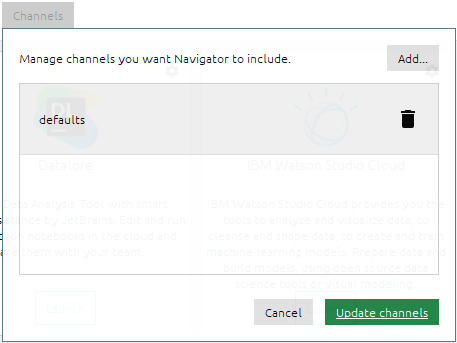 Channels
Manage channels you want Navigator to include.
Add...
defaults
Datalore
IBM Watson Studio Cloud
Data Analysis Tool with smart
IBM Watson Studio Cloud provides you the
assistance by JetBrains. Edit and run
tools to analyze and visualize data, to
notebooks in the cloud and
cleanse and shape data, to create and train
them with your team.
machine learning models. Prepare data and
build models, using open source data
science tools or visual modeling.
Launch
Cancel
Update channels